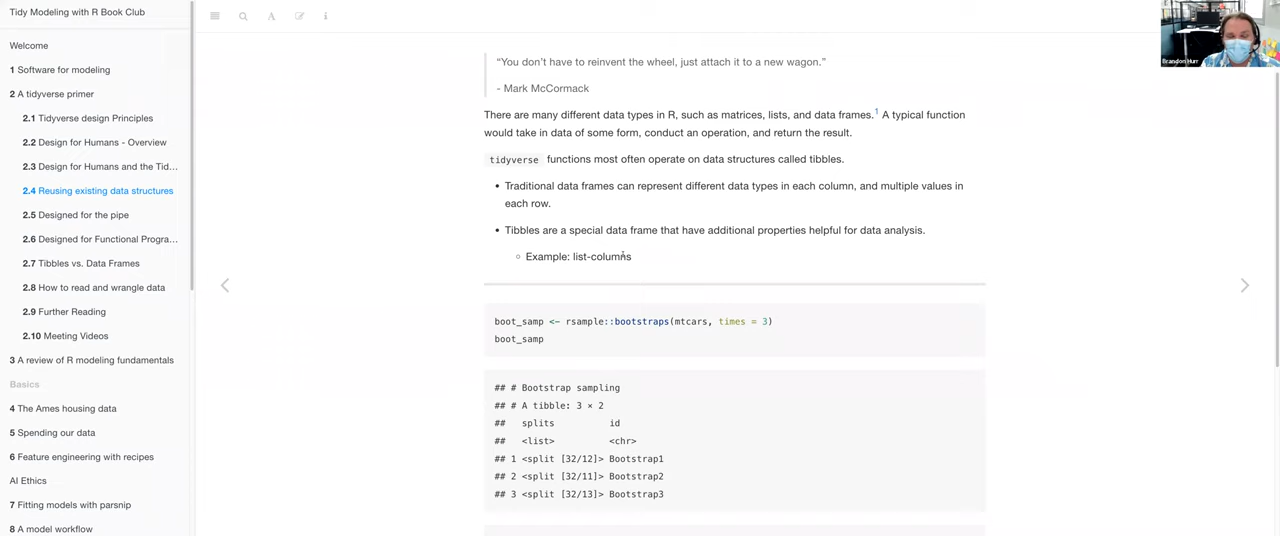 Tidy Modeling with R Book Club
Welcome
1 Software for modeling
2 A tidyverse primer
2.1 Tidyverse design Principles
2.2 Design for Humans - Overview
2.3 Design for Humans and the Tid...
2.4 Reusing existing data structures
2.5 Designed for the pipe
2.6 Designed for Functional Progra...
2.7 Tibbles vs. Data Frames
2.8 How to read and wrangle data
2.9 Further Reading
2.10 Meeting Videos
3 A review of R modeling fundamentals
Basics
4 The Ames housing data
5 Spending our data
6 Feature engineering with recipes
AI Ethics
7 Fitting models with parsnip
8 A model workflow
“You don’t have to reinvent the wheel, just attach it to a new wagon.”
- Mark McCormack
There are many different data types in R, such as matrices, lists, and data frames.1 A typical function
would take in data of some form, conduct an operation, and return the result.
tidyverse functions most often operate on data structures called tibbles.
• Traditional data frames can represent different data types in each column, and multiple values in
each row.
• Tibbles are a special data frame that have additional properties helpful for data analysis.
◦ Example: list-columns
boot_samp <- rsample::bootstraps(mtcars, times = 3)
boot_samp
## # Bootstrap sampling
## # A tibble: 3 × 2
## splits id
## <list> <chr>
## 1 <split [32/12]> Bootstrap1
## 2 <split [32/11]> Bootstrap2
## 3 <split [32/13]> Bootstrap3
Brandon Hurr